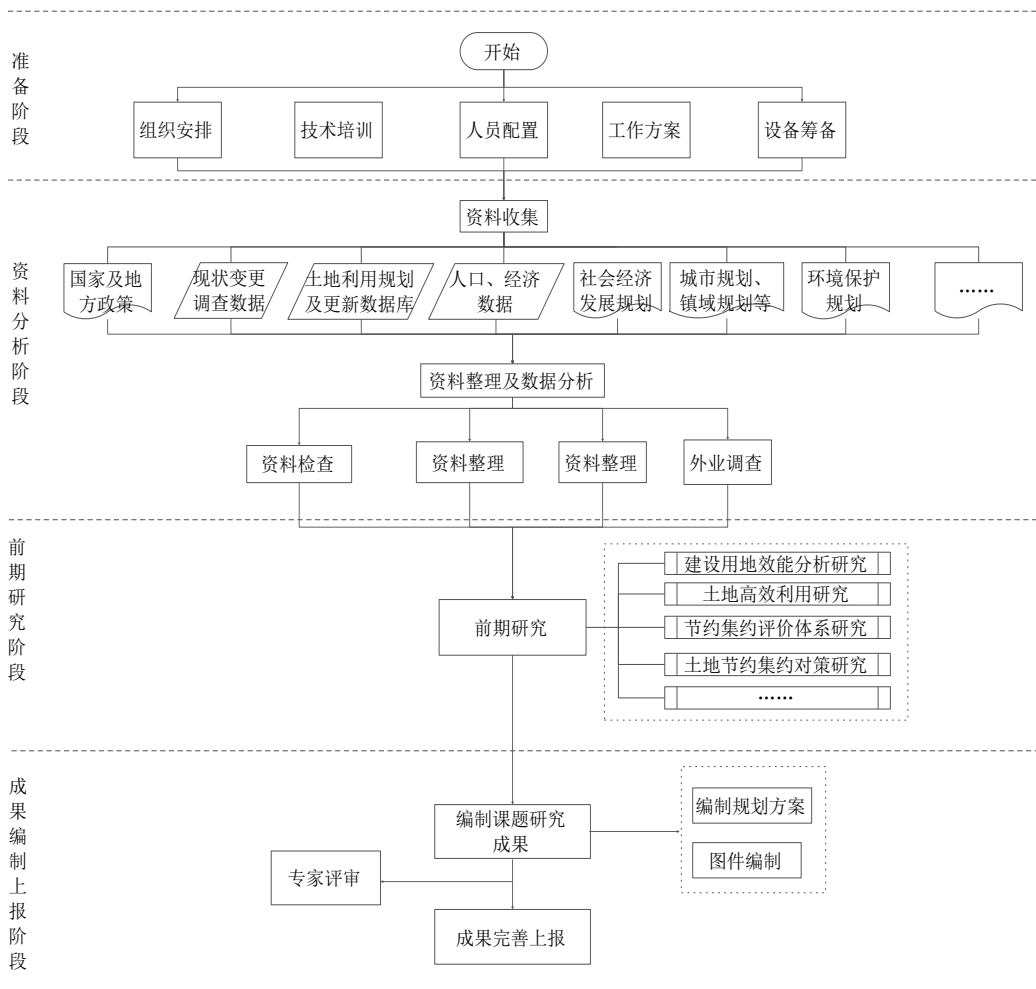 准备阶段
开始
组织安排
技术培训
人员配置
工作方案
设备筹备
资料分析阶段
资料收集
国家及地
方政策
现状变更
调查数据
土地利用规划
及更新数据库
人口、经济
数据
社会经济
发展规划
城市规划、
镇域规划等
环境保护
规划
……
资料整理及数据分析
资料检查
资料整理
资料整理
外业调查
前期研究阶段
前期研究
建设用地效能分析研究
土地高效利用研究
节约集约评价体系研究
土地节约集约对策研究
……
成果编制上报阶段
编制课题研究
成果
编制规划方案
图件编制
专家评审
成果完善上报